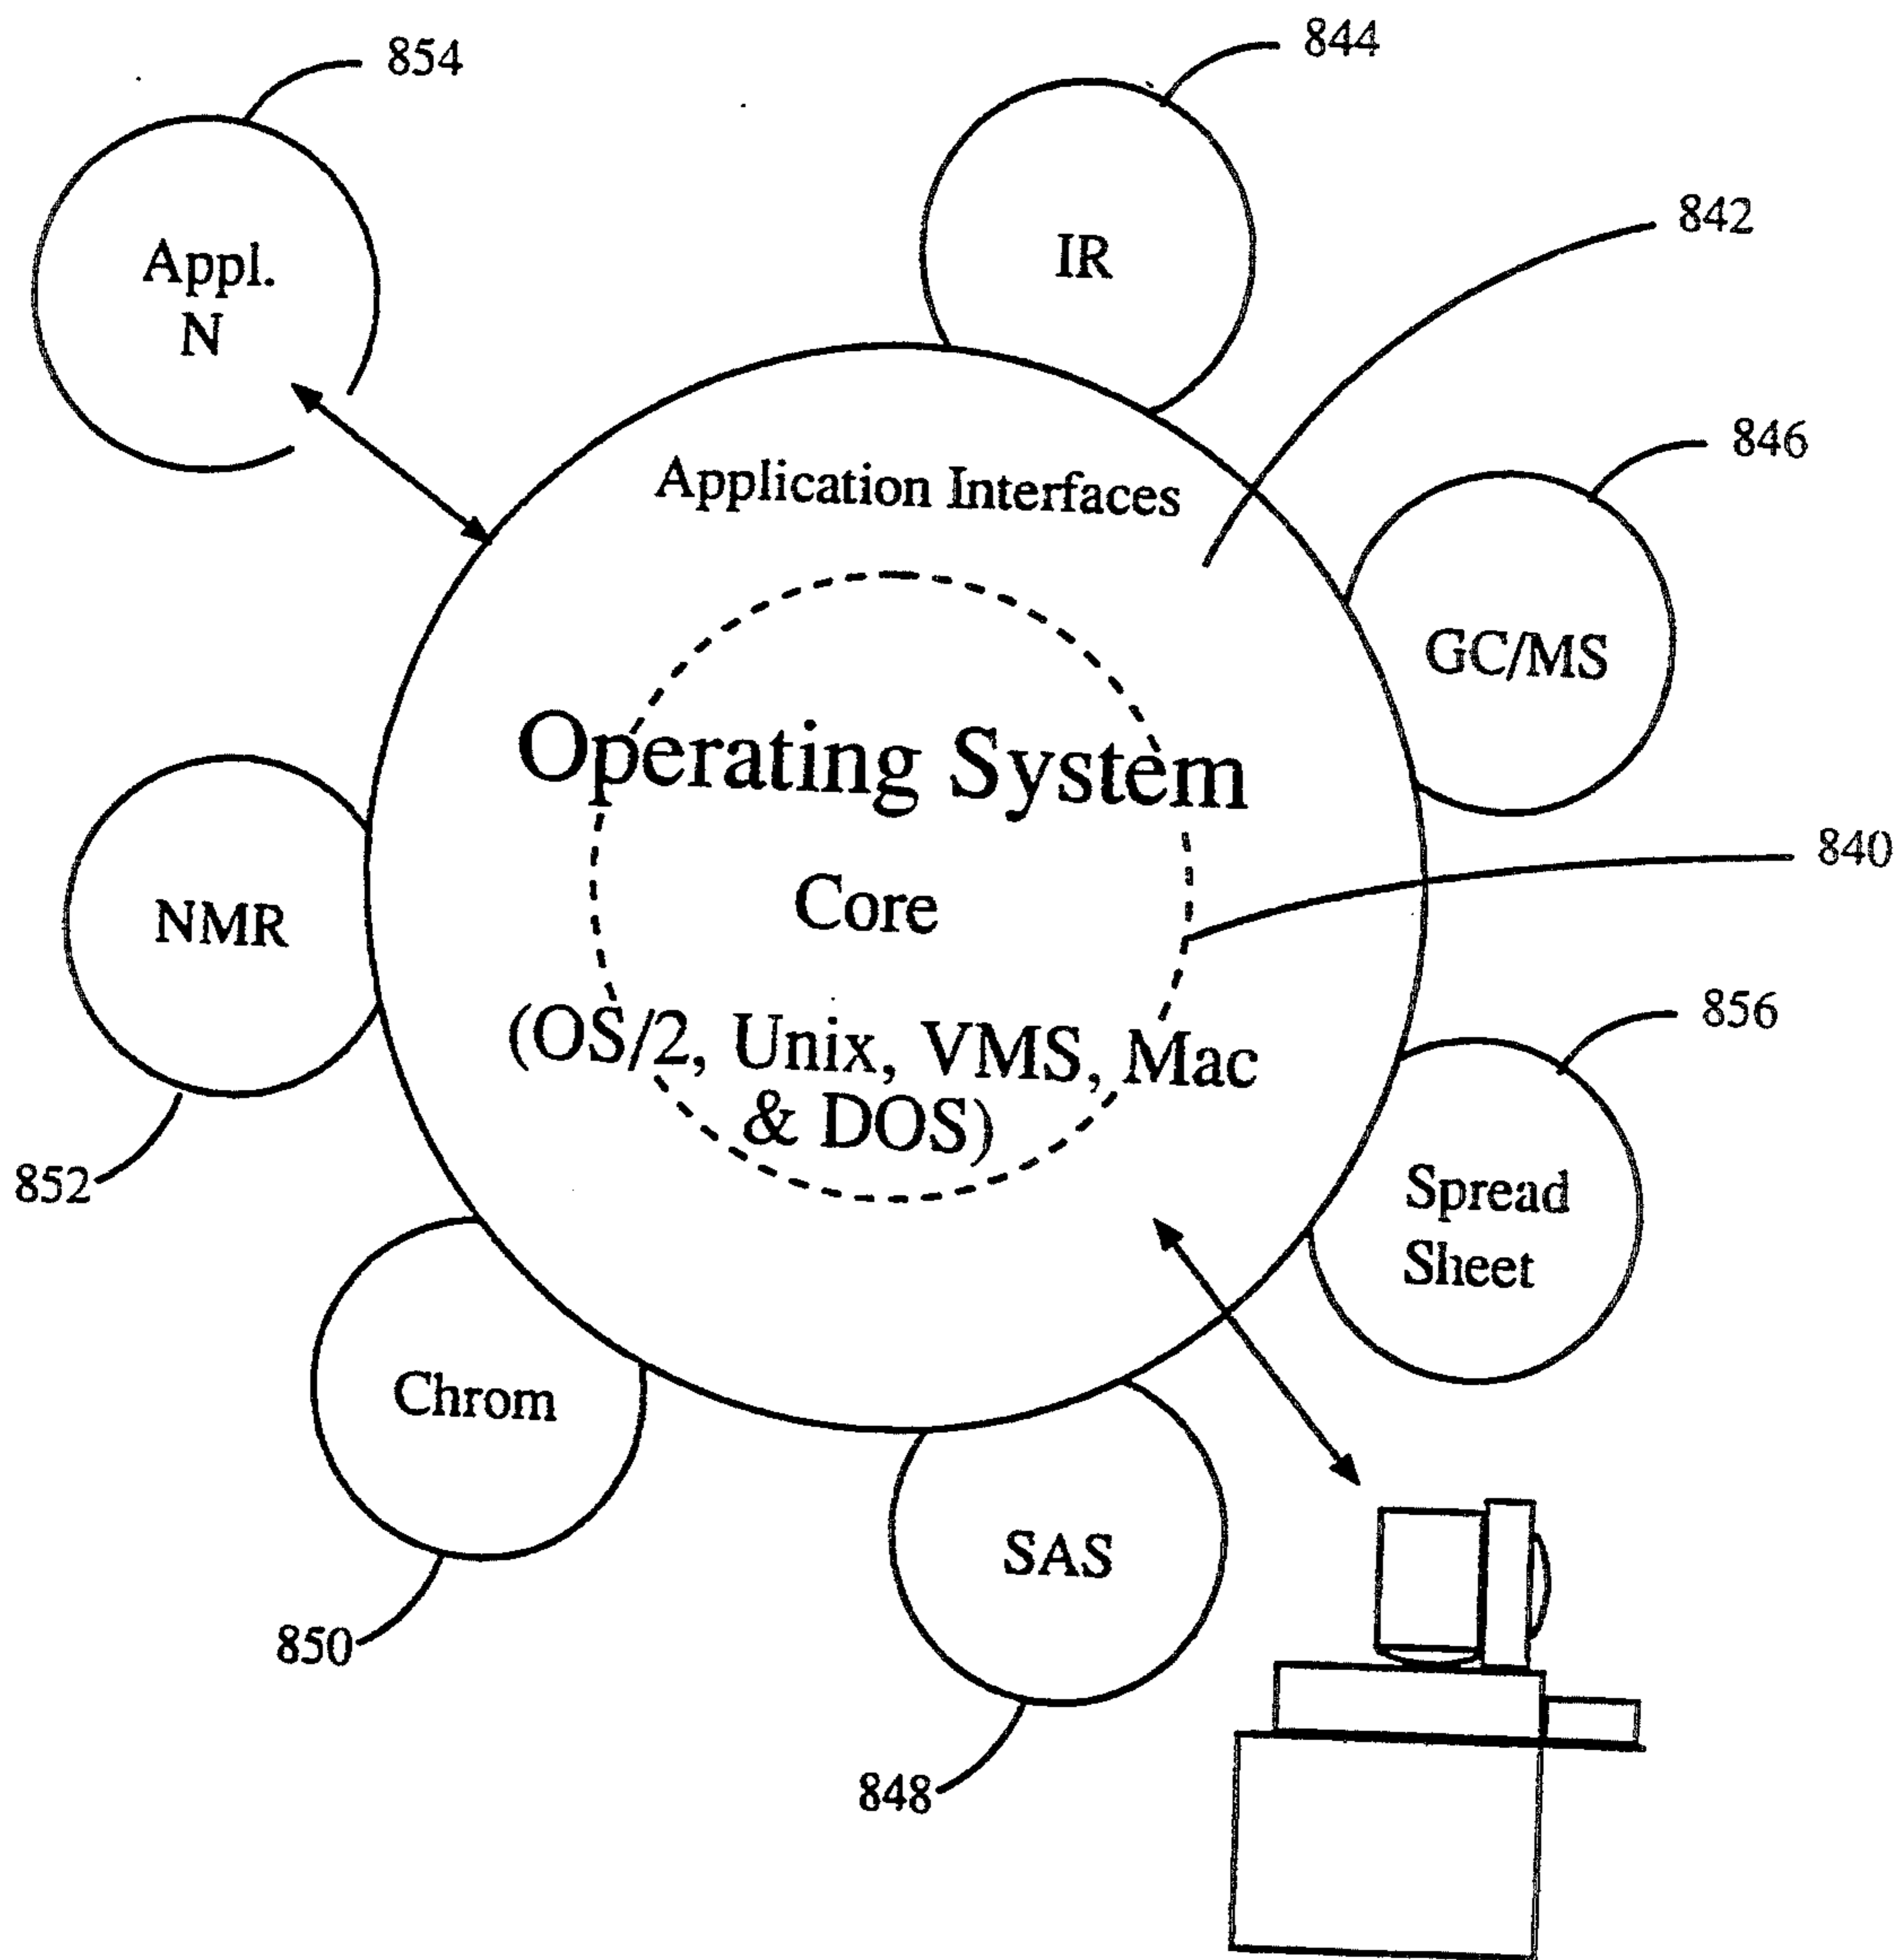 854
844
Appl.
N
IR
842
846
Application Interfaces
GC/MS
Operating System
840
Core
NMR
856
(OS/2, Unix, VMS, Mac
& DOS)
852
Spread
Sheet
Chrom
SAS
850
848